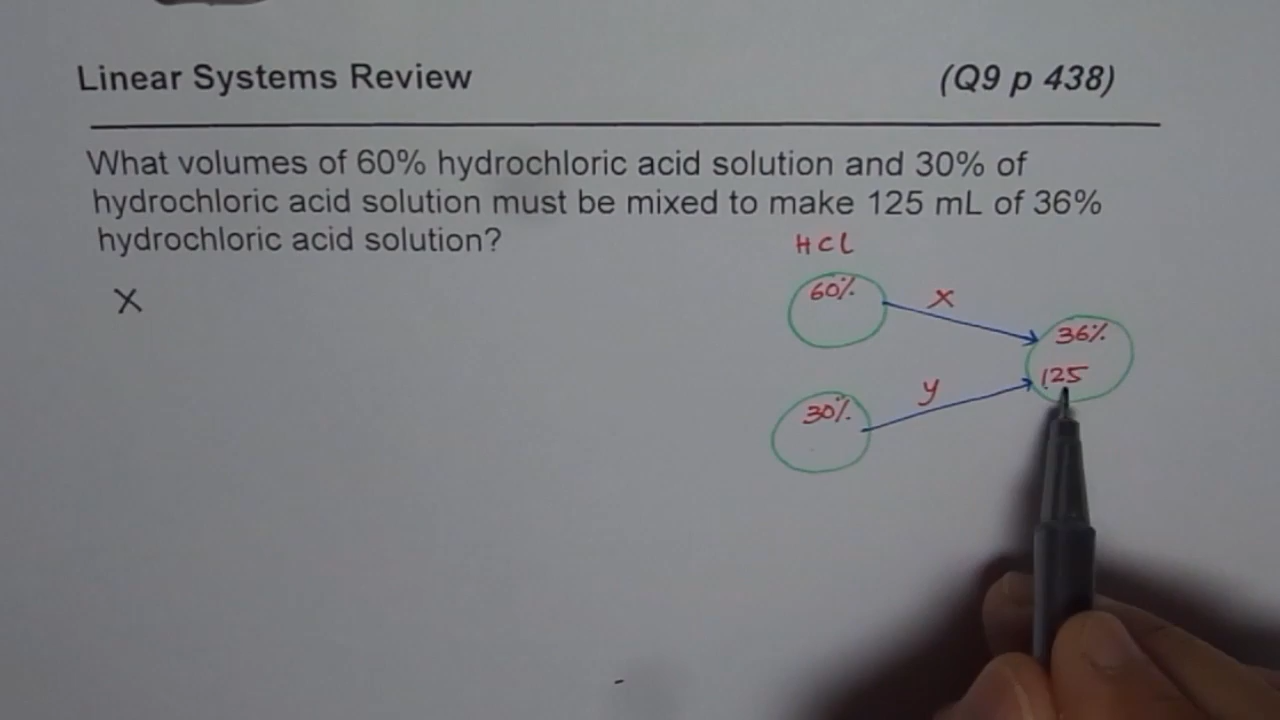 Linear Systems Review (Q9 p 438)
What volumes of 60% hydrochloric acid solution and 30% of
hydrochloric acid solution must be mixed to make 125 mL of 36%
hydrochloric acid solution?
HCl
60%
x
36%
x
125
y
30%